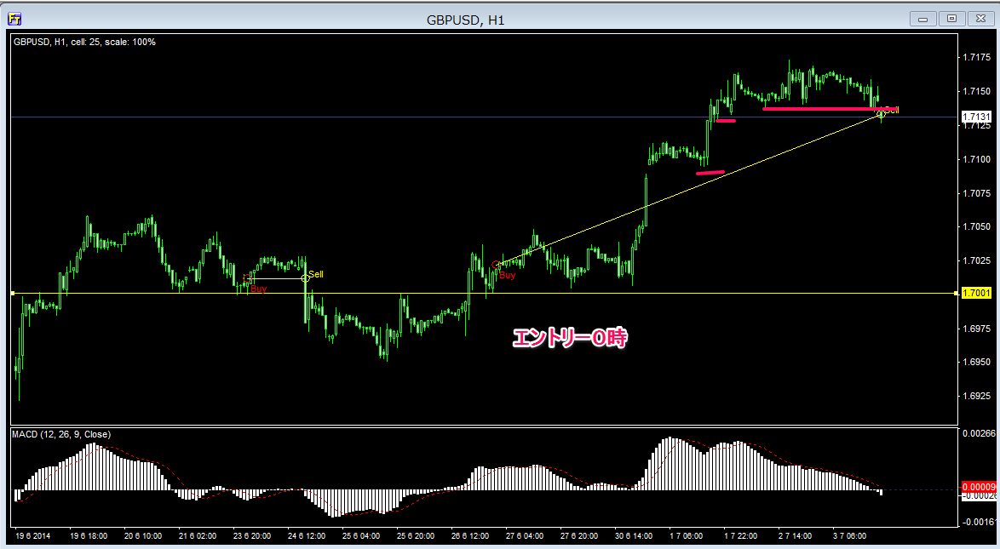 GBPUSD, H1
GBPUSD, H1, cell: 25, scale: 100%
1.7175
1.7150
1.7131
1.7125
1.7100
1.7075
1.7050
1.7025
1.7001
1.6975
1.6950
1.6925
Sell
Buy
Sell
Buy
エントリー0時
MACD (12, 26, 9, Close)
0.00266
0.000090
-0.00161
19 6 2014
19 6 18:00
20 6 10:00
21 6 02:00
23 6 20:00
24 6 12:00
25 6 04:00
25 6 20:00
26 6 12:00
27 6 04:00
27 6 20:00
30 6 14:00
1 7 06:00
1 7 22:00
2 7 14:00
3 7 06:00